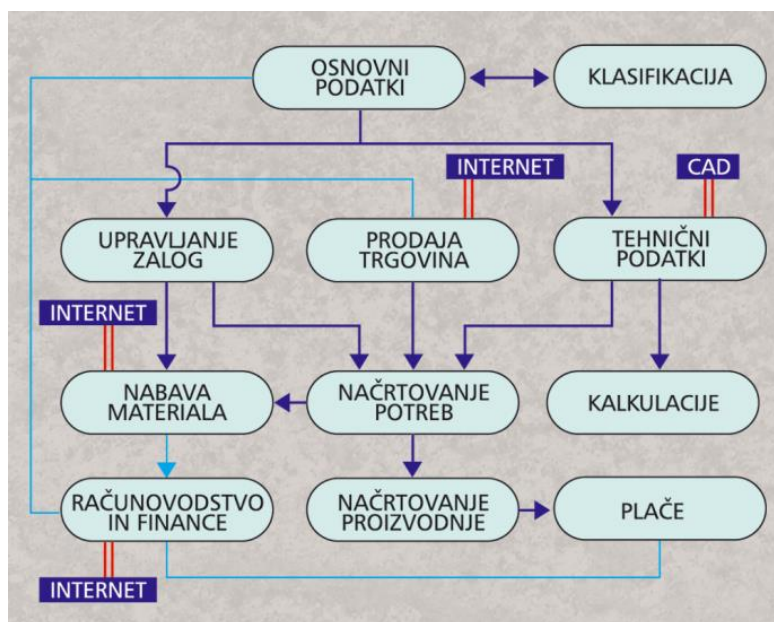 OSNOVNI
PODATKI
KLASIFIKACIJA
INTERNET
CAD
UPRAVLJANJE
ZALOG
PRODAJA
TRGOVINA
TEHNIČNI
PODATKI
INTERNET
NABAVA
MATERIALA
NAČRTOVANJE
POTREB
KALKULACIJE
RAČUNOVODSTVO
IN FINANCE
NAČRTOVANJE
PROIZVODNJE
PLAČE
INTERNET